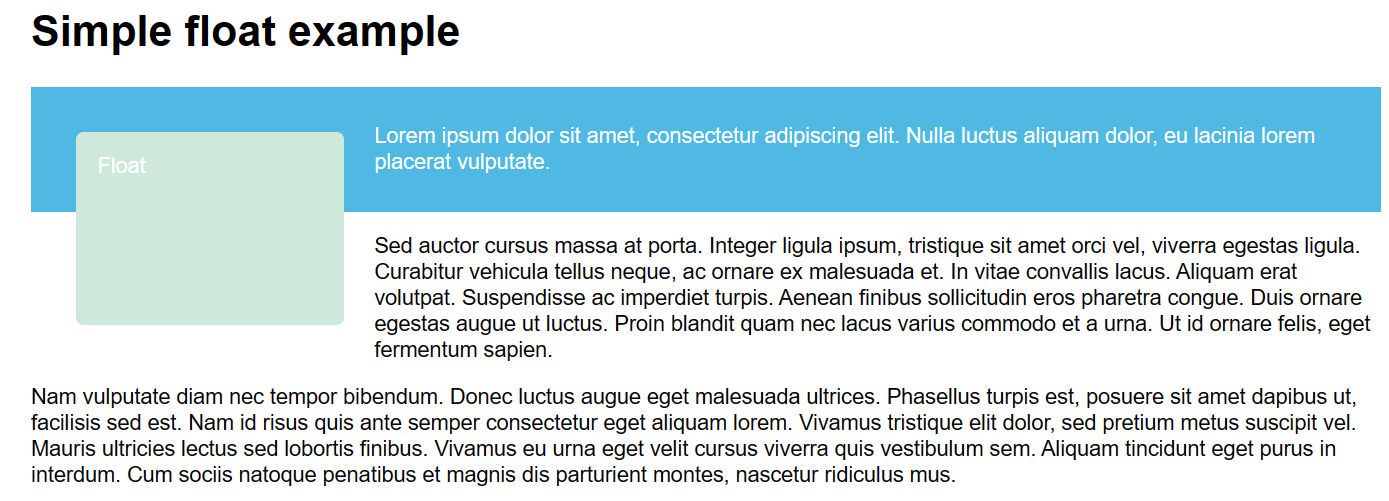 Simple float example
Lorem ipsum dolor sit amet, consectetur adipiscing elit. Nulla luctus aliquam dolor, eu lacinia lorem
placerat vulputate.
Float
Sed auctor cursus massa at porta. Integer ligula ipsum, tristique sit amet orci vel, viverra egestas ligula.
Curabitur vehicula tellus neque, ac ornare ex malesuada et. In vitae convallis lacus. Aliquam erat
volutpat. Suspendisse ac imperdiet turpis. Aenean finibus sollicitudin eros pharetra congue. Duis ornare
egestas augue ut luctus. Proin blandit quam nec lacus varius commodo et a urna. Ut id ornare felis, eget
fermentum sapien.
Nam vulputate diam nec tempor bibendum. Donec luctus augue eget malesuada ultrices. Phasellus turpis est, posuere sit amet dapibus ut,
facilisis sed est. Nam id risus quis ante semper consectetur eget aliquam lorem. Vivamus tristique elit dolor, sed pretium metus suscipit vel.
Mauris ultricies lectus sed lobortis finibus. Vivamus eu urna eget velit cursus viverra quis vestibulum sem. Aliquam tincidunt eget purus in
interdum. Cum sociis natoque penatibus et magnis dis parturient montes, nascetur ridiculus mus.